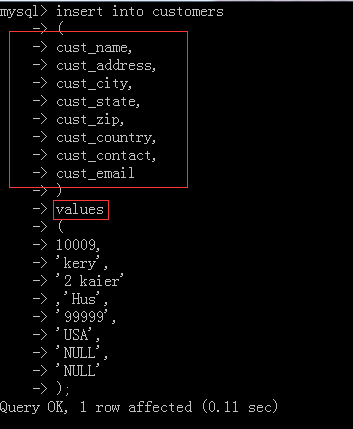 mysql> insert into customers
-> (
-> cust_name,
-> cust_address,
-> cust_city,
-> cust_state,
-> cust_zip,
-> cust_country,
-> cust_contact,
-> cust_email
-> )
-> values
-> (
-> 10009,
-> 'kery',
-> '2 kaier'
-> ,'Hus',
-> '99999',
-> 'USA',
-> 'NULL',
-> 'NULL'
-> );
Query OK, 1 row affected (0.11 sec)